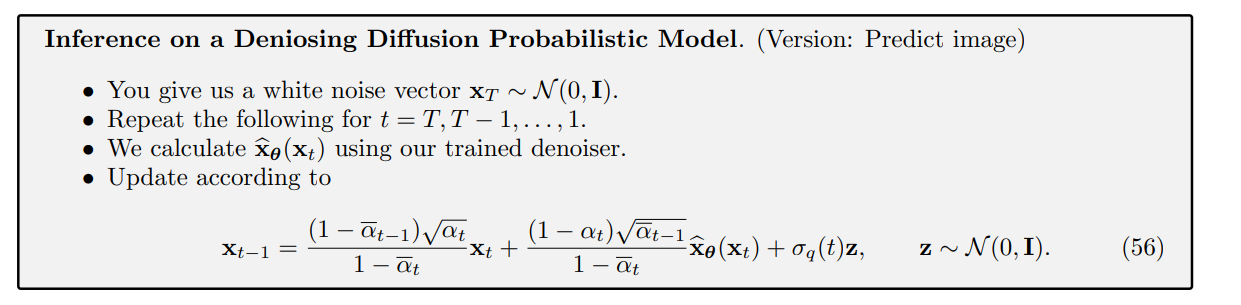 Inference on a Deniosing Diffusion Probabilistic Model. (Version: Predict image)
• You give us a white noise vector $\mathbf{x}_T \sim \mathcal{N}(0, \mathbf{I})$.
• Repeat the following for $t = T, T-1, \ldots, 1$.
• We calculate $\widehat{\mathbf{x}}_{\boldsymbol{\theta}}(\mathbf{x}_t)$ using our trained denoiser.
• Update according to
$\mathbf{x}_{t-1} = \frac{(1-\overline{\alpha}_{t-1})\sqrt{\alpha_t}}{1-\overline{\alpha}_t}\mathbf{x}_t + \frac{(1-\alpha_t)\sqrt{\overline{\alpha}_{t-1}}}{1-\overline{\alpha}_t}\widehat{\mathbf{x}}_{\boldsymbol{\theta}}(\mathbf{x}_t) + \sigma_q(t)\mathbf{z}, \quad \mathbf{z} \sim \mathcal{N}(0, \mathbf{I}). \quad (56)$